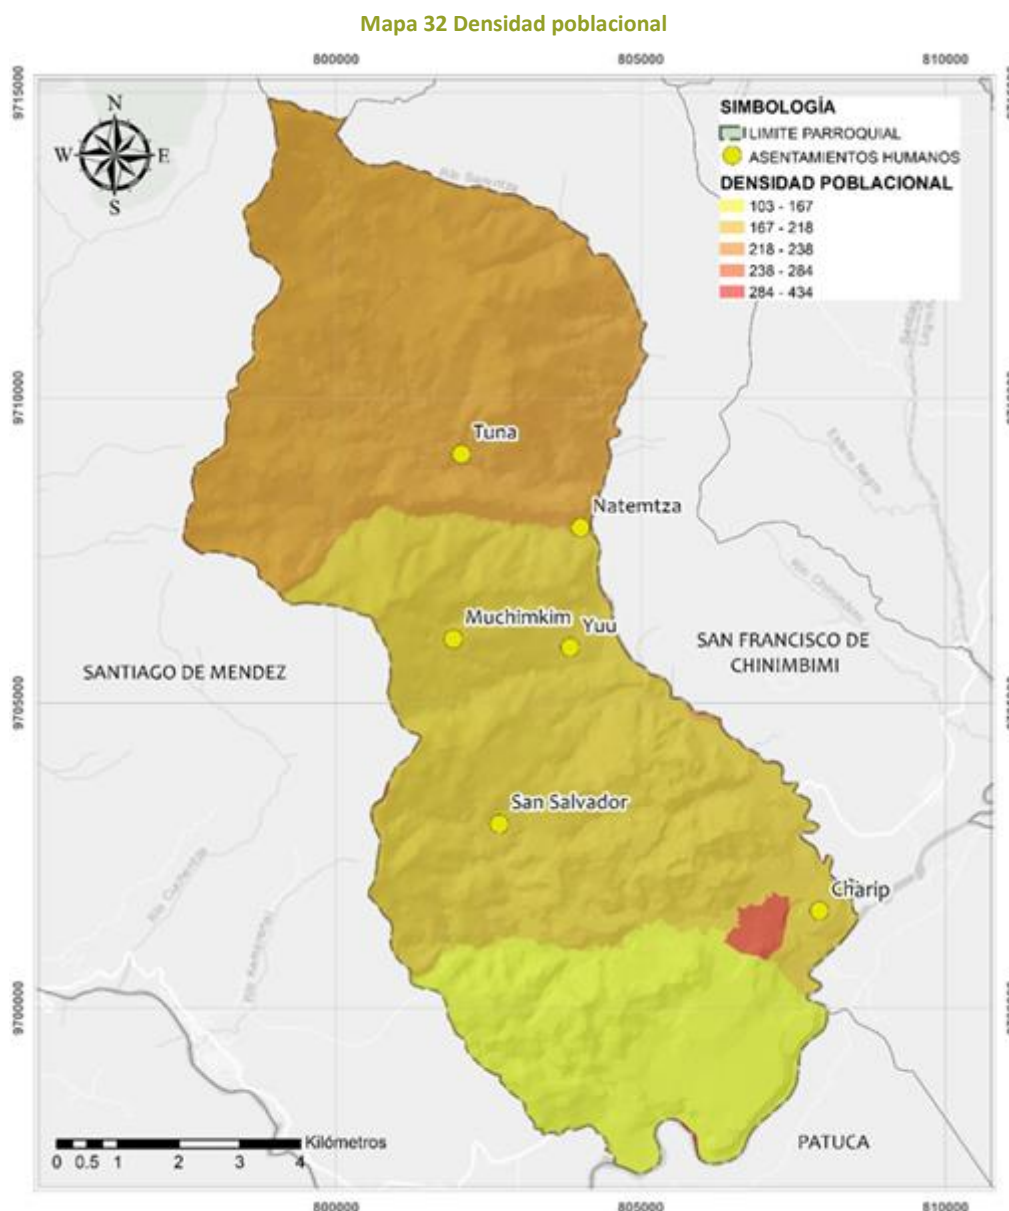 Mapa 32 Densidad poblacional
800000 805000 810000
9715000
N
W E
S
SIMBOLOGÍA
LIMITE PARROQUIAL
ASENTAMIENTOS HUMANOS
DENSIDAD POBLACIONAL
103 - 167
167 - 218
218 - 238
238 - 284
284 - 434
9710000
Tuna
Natemtza
Muchimkim
Yuu
SAN FRANCISCO DE
CHINIMBIMI
SANTIAGO DE MENDEZ
9705000
San Salvador
Charip
9700000
Kilómetros
0 0.5 1 2 3 4
PATUCA
800000 805000 810000